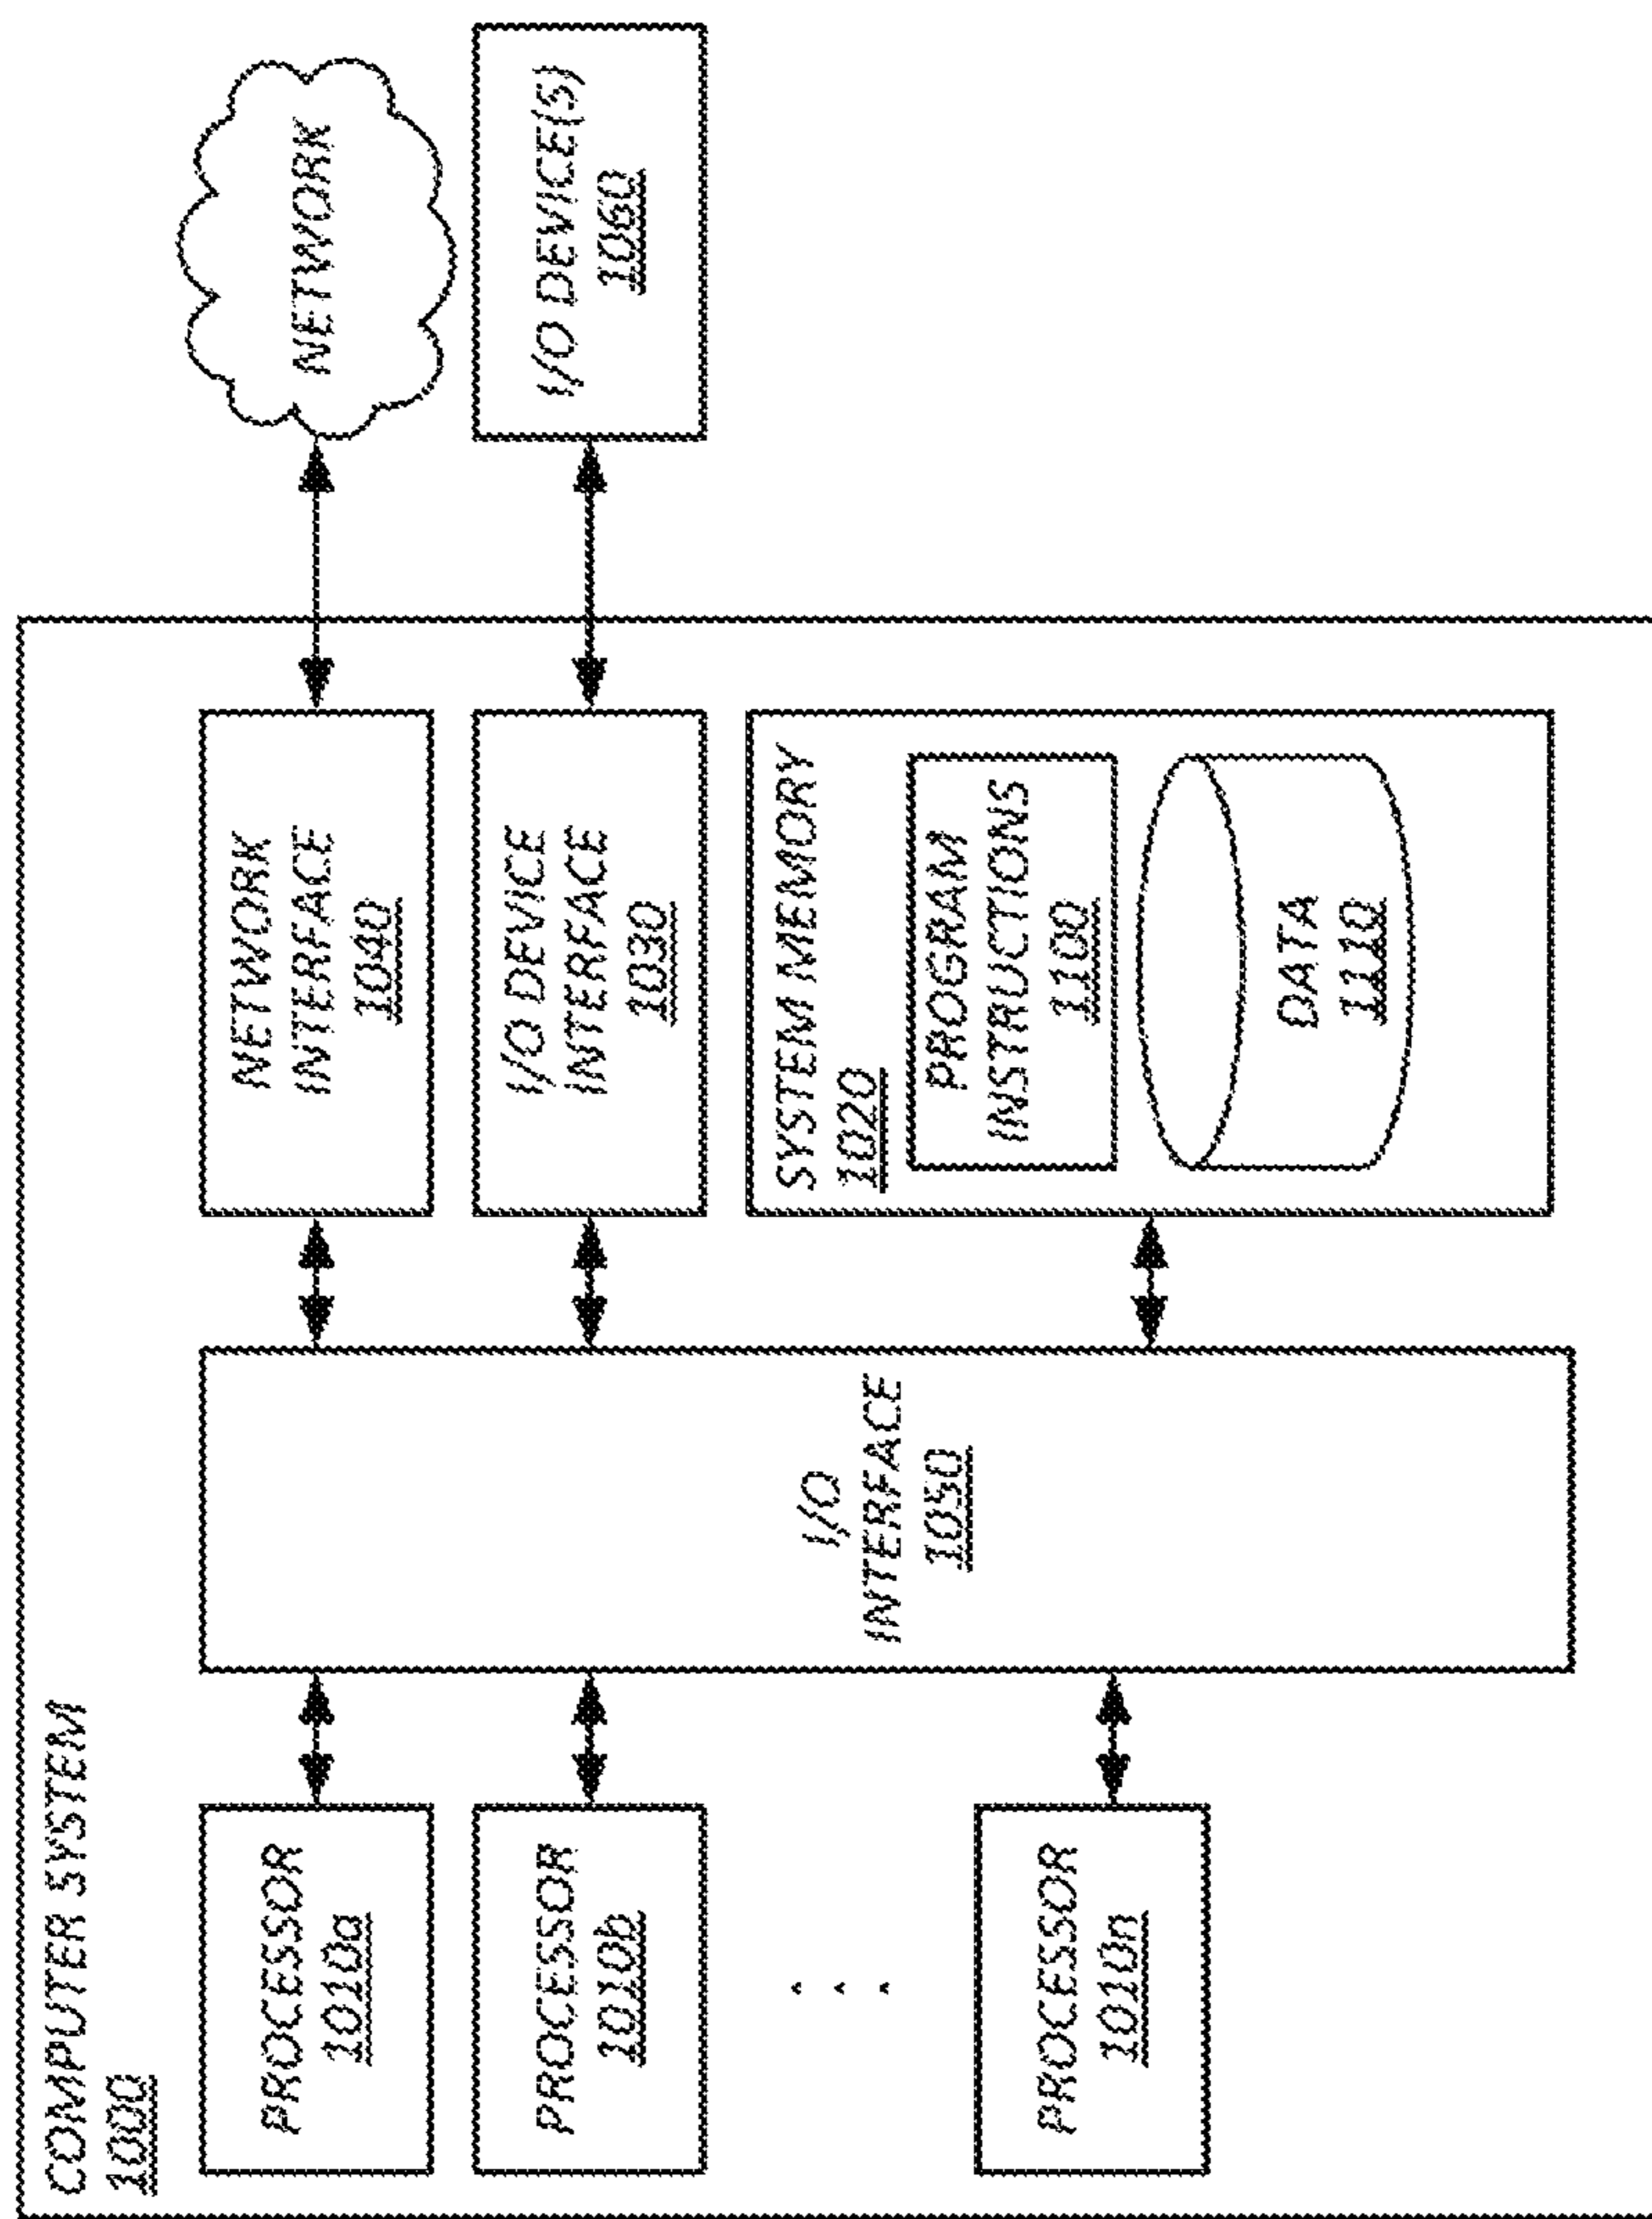 COMPUTER SYSTEM
1000
PROCESSOR
1010a
PROCESSOR
1010b
. . .
PROCESSOR
1010n
I/O
INTERFACE
1050
NETWORK
INTERFACE
1040
I/O DEVICE
INTERFACE
1030
SYSTEM MEMORY
1020
PROGRAM
INSTRUCTIONS
1100
DATA
1110
NETWORK
I/O DEVICE(S)
1060